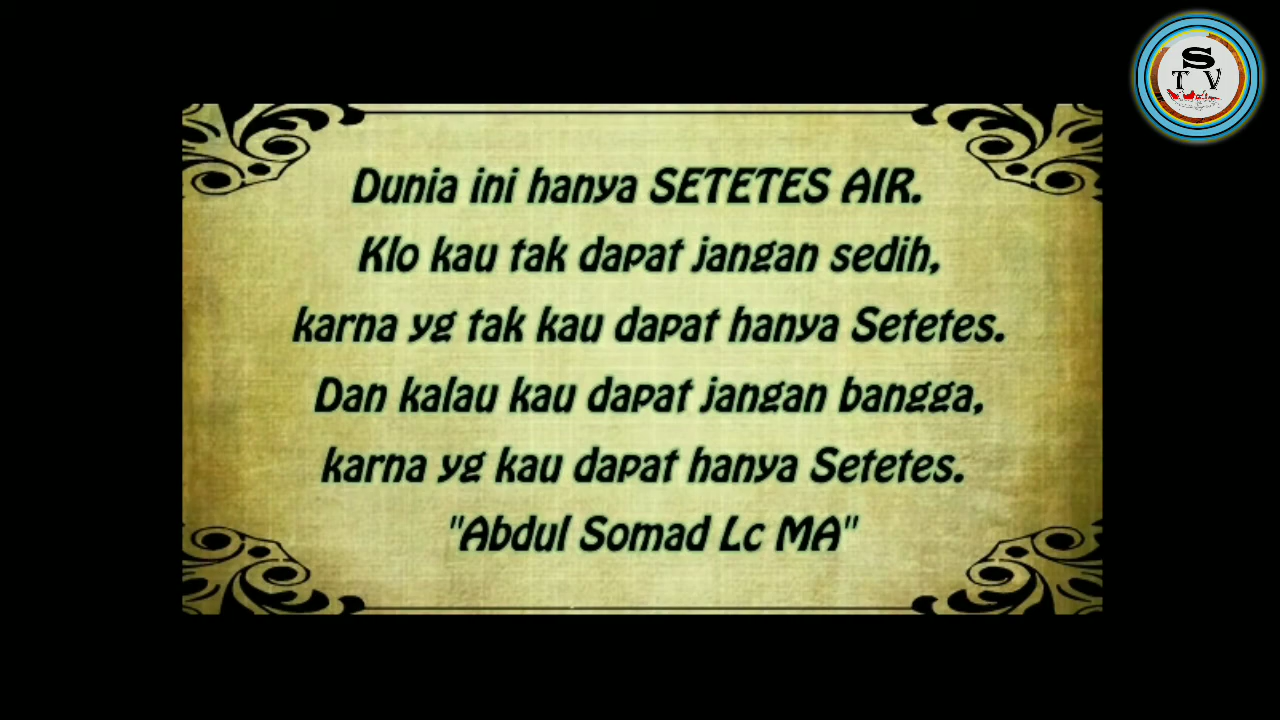 S
T V
Dunia ini hanya SETETES AIR.
Klo kau tak dapat jangan sedih,
karna yg tak kau dapat hanya Setetes.
Dan kalau kau dapat jangan bangga,
karna yg kau dapat hanya Setetes.
"Abdul Somad Lc MA"